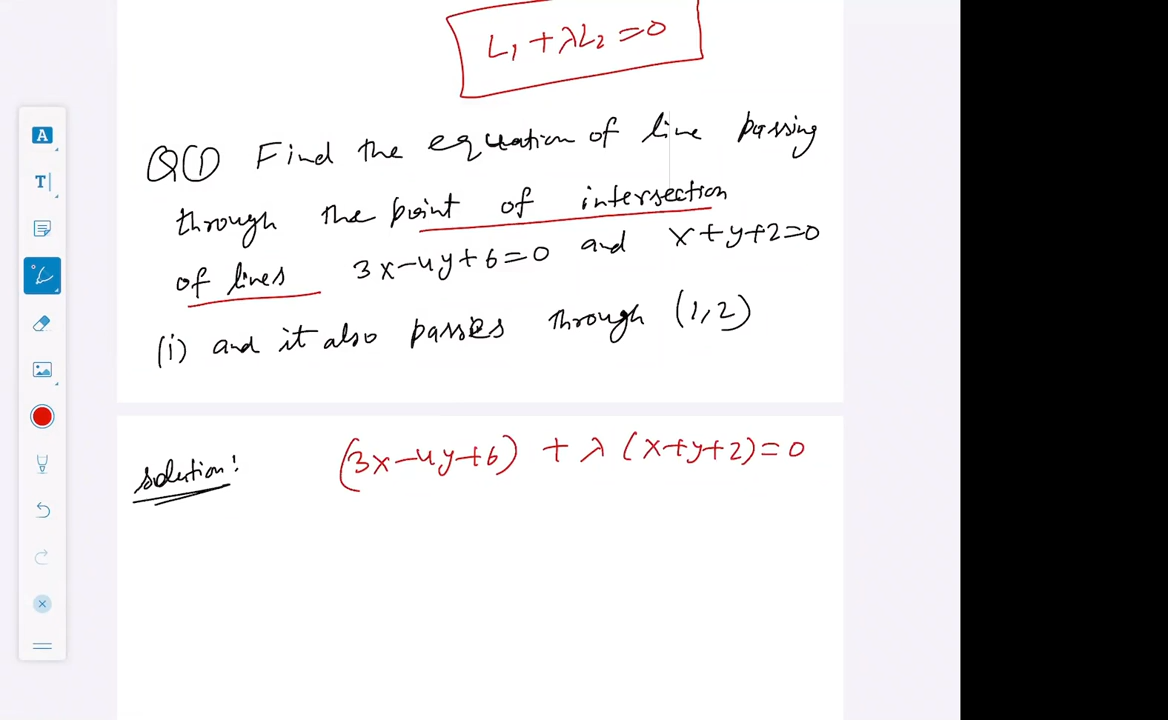 L₁ + λL₂ = 0
Q(1) Find the equation of line passing
through the point of intersection
of lines 3x-4y+6=0 and x+y+2=0
(i) and it also passes through (1,2)
Solution:
(3x-4y+6) + λ (x+y+2) = 0
A
T